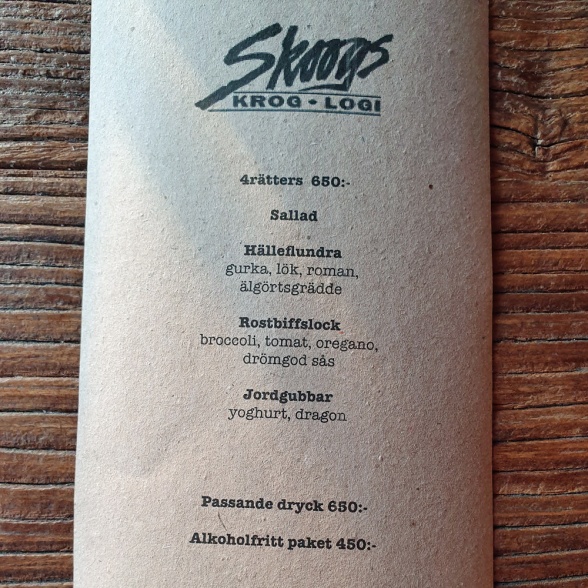 Skoogs
KROG • LOGI
4rätters 650:-
Sallad
Hälleflundra
gurka, lök, roman,
älgörtsgrädde
Rostbiffslock
broccoli, tomat, oregano,
drömgod sås
Jordgubbar
yoghurt, dragon
Passande dryck 650:-
Alkoholfritt paket 450:-